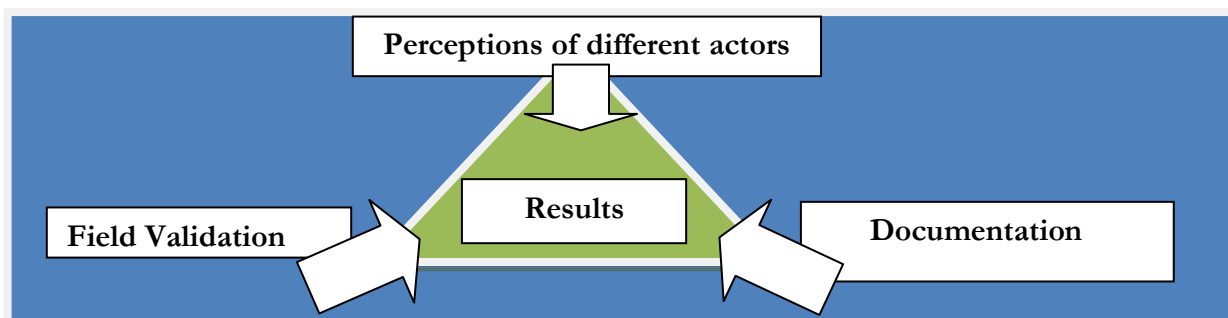 Perceptions of different actors
Results
Field Validation
Documentation